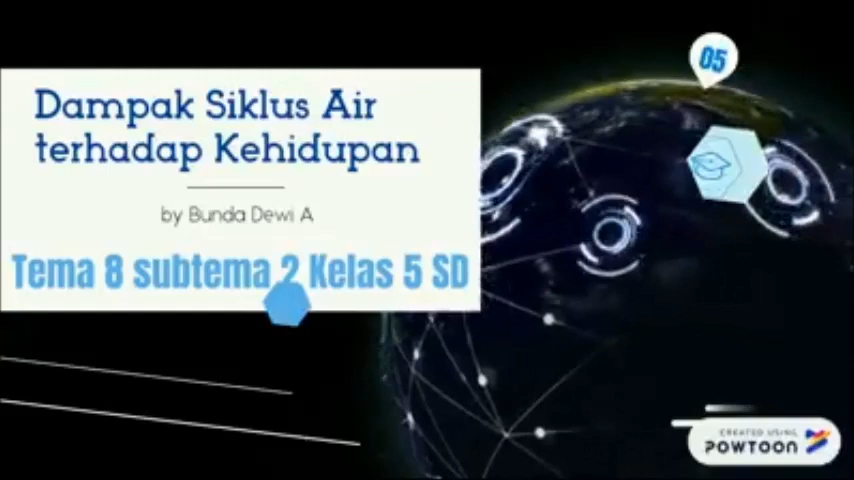 05
Dampak Siklus Air
terhadap Kehidupan
by Bunda Dewi A
Tema 8 subtema 2 Kelas 5 SD
CREATED USING
POWTOON